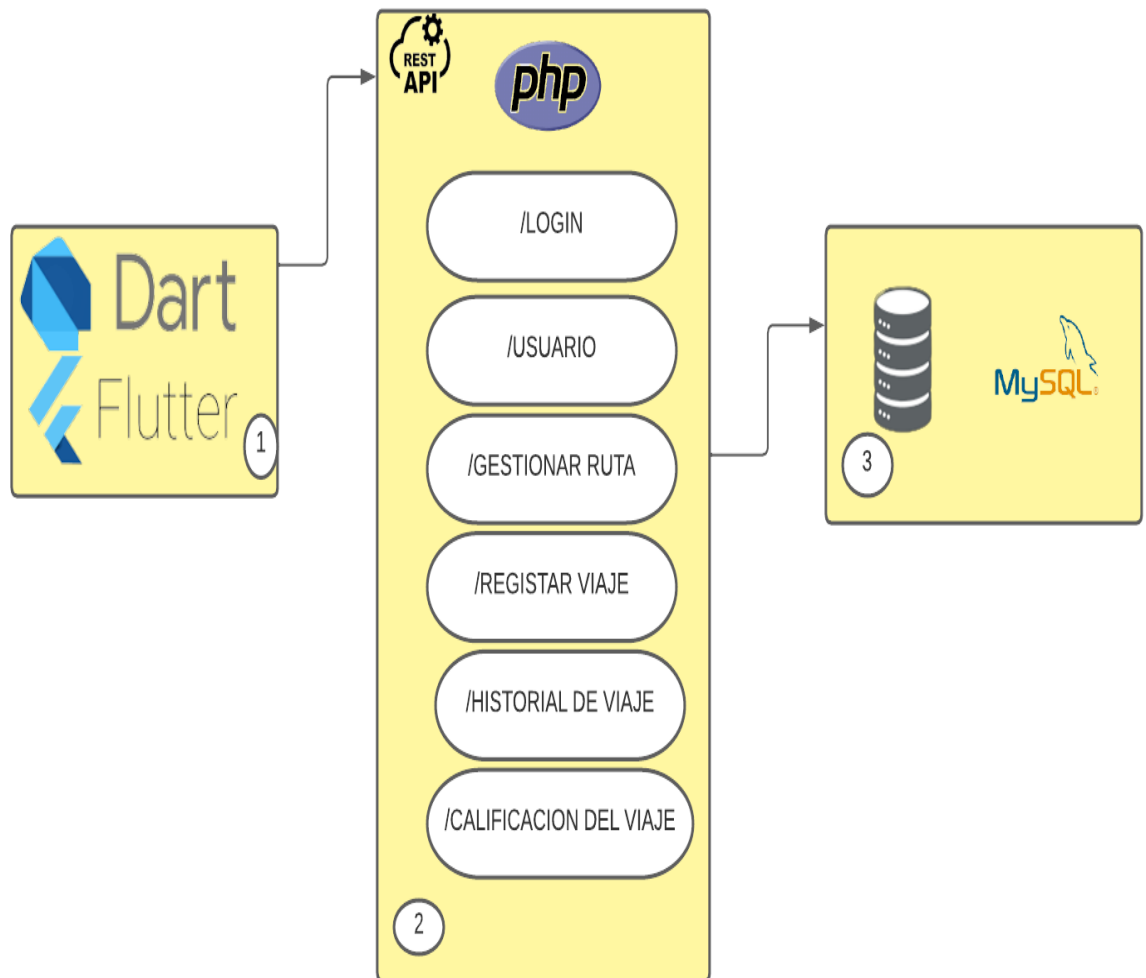 REST
API
php
/LOGIN
/USUARIO
/GESTIONAR RUTA
/REGISTAR VIAJE
/HISTORIAL DE VIAJE
/CALIFICACION DEL VIAJE
2
Dart
Flutter
1
MySQL®
3